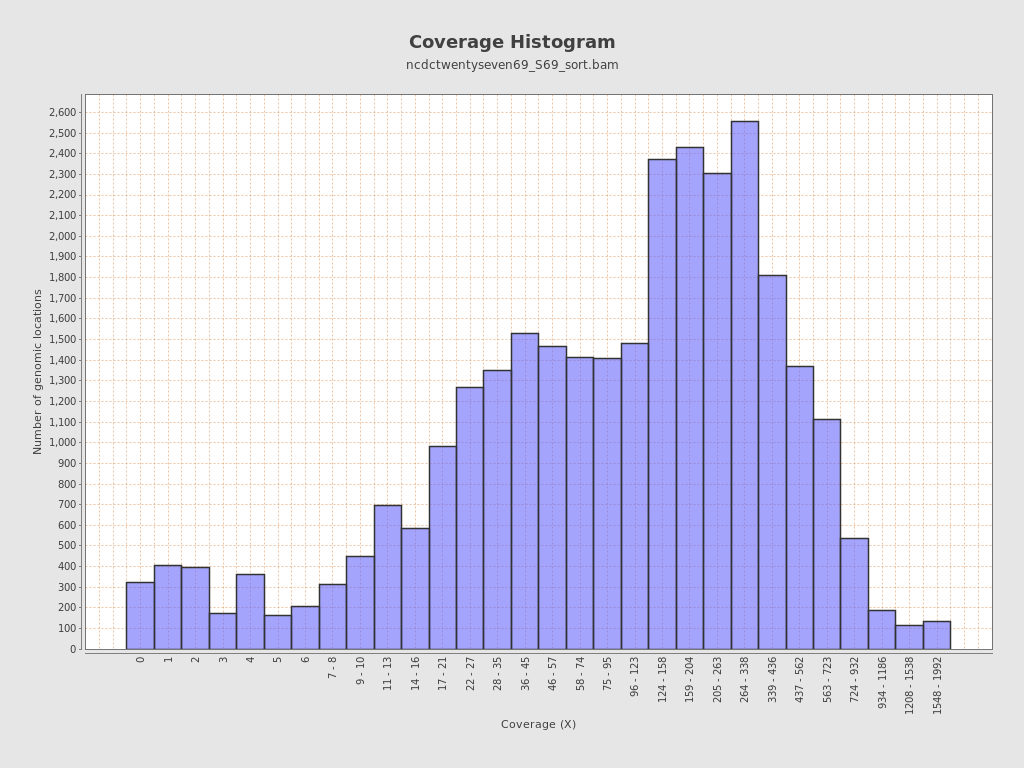 Coverage Histogram
ncdctwentyseven69_S69_sort.bam
2,600
2,500
2,400
2,300
2,200
2,100
2,000
1,900
1,800
1,700
1,600
1,500
1,400
1,300
1,200
1,100
1,000
900
800
700
600
500
400
300
200
100
0
Number of genomic locations
0
1
2
3
4
5
6
7 - 8
9 - 10
11 - 13
14 - 16
17 - 21
22 - 27
28 - 35
36 - 45
46 - 57
58 - 74
75 - 95
96 - 123
124 - 158
159 - 204
205 - 263
264 - 338
339 - 436
437 - 562
563 - 723
724 - 932
934 - 1186
1208 - 1538
1548 - 1992
Coverage (X)